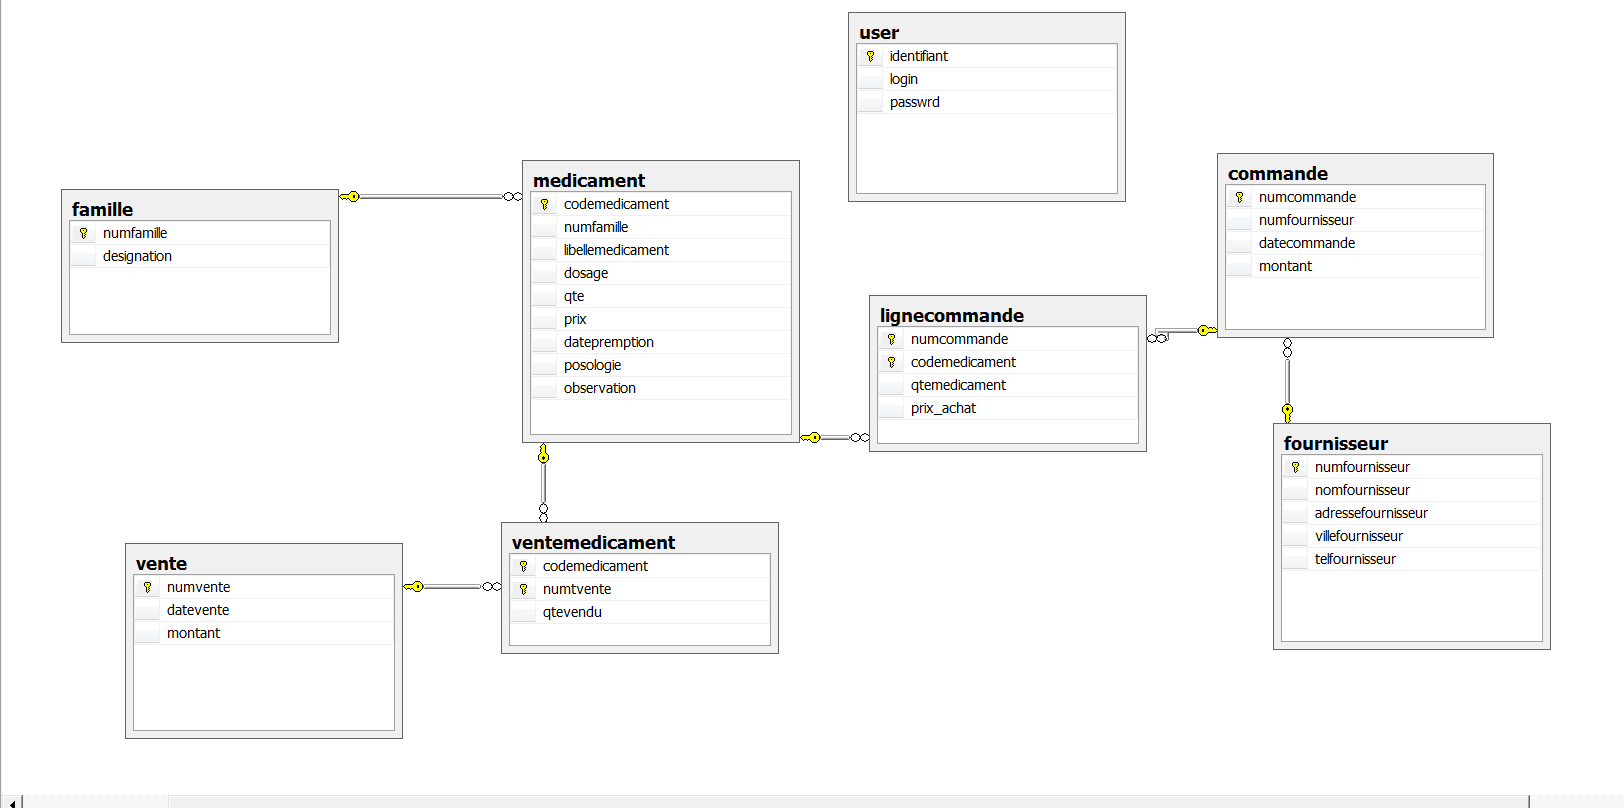 user
identifiant
login
passwrd
famille
numfamille
designation
medicament
codemedicament
numfamille
libellemedicament
dosage
qte
prix
datepremption
posologie
observation
commande
numcommande
numfournisseur
datecommande
montant
lignecommande
numcommande
codemedicament
qtemedicament
prix_achat
fournisseur
numfournisseur
nomfournisseur
adressefournisseur
villefournisseur
telfournisseur
vente
numvente
datevente
montant
ventemedicament
codemedicament
numtvente
qtevendu